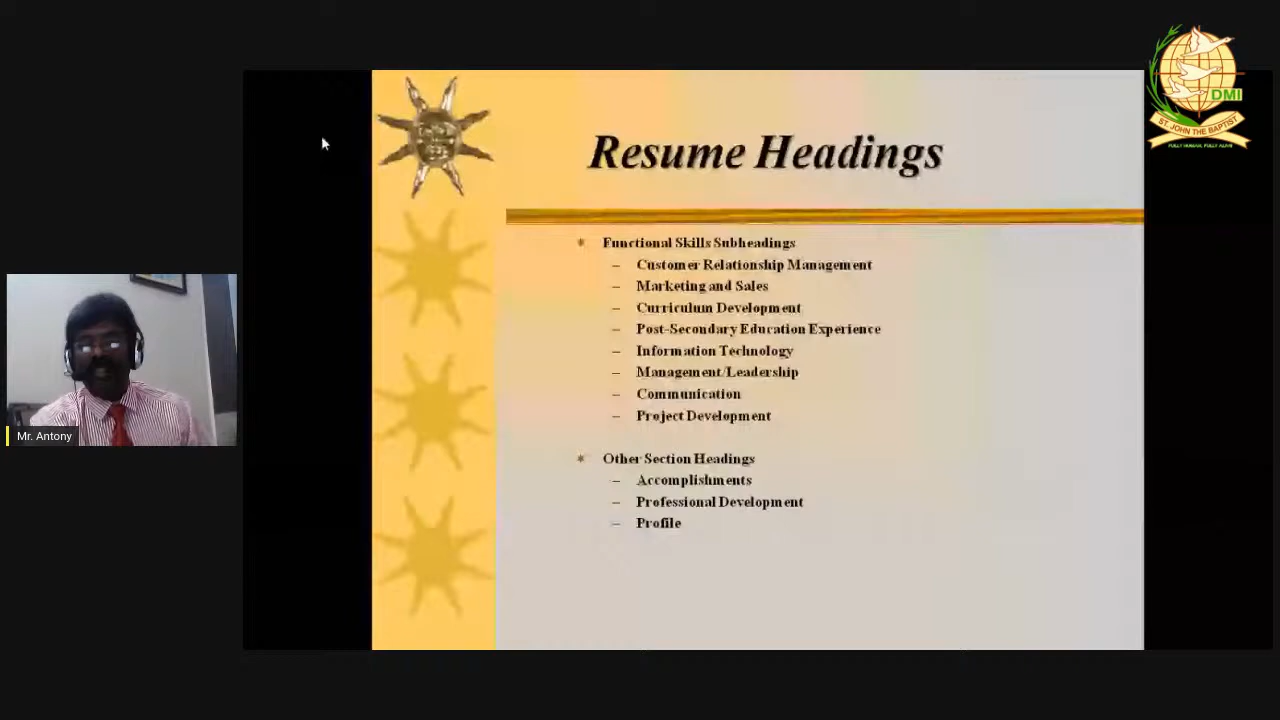 DMI
ST. JOHN THE BAPTIST
FULLY HUMAN, FULLY ALIVE
Resume Headings
Functional Skills Subheadings
– Customer Relationship Management
– Marketing and Sales
– Curriculum Development
– Post-Secondary Education Experience
– Information Technology
– Management/Leadership
– Communication
– Project Development
Other Section Headings
– Accomplishments
– Professional Development
– Profile
Mr. Antony